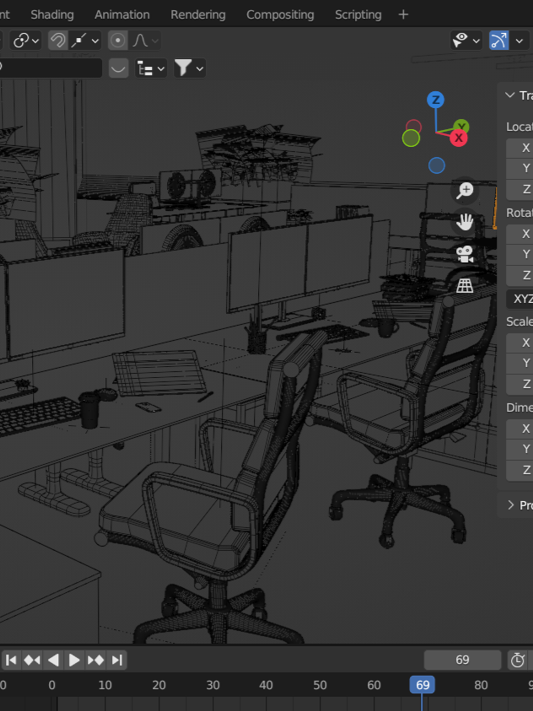 nt Shading Animation Rendering Compositing Scripting +
Z
Y
X
Tra
Locat
X
Y
Z
Rotat
X
Y
Z
XYZ
Scale
X
Y
Z
Dime
X
Y
Z
Pro
69
0 0 10 20 30 40 50 60 69 80 9